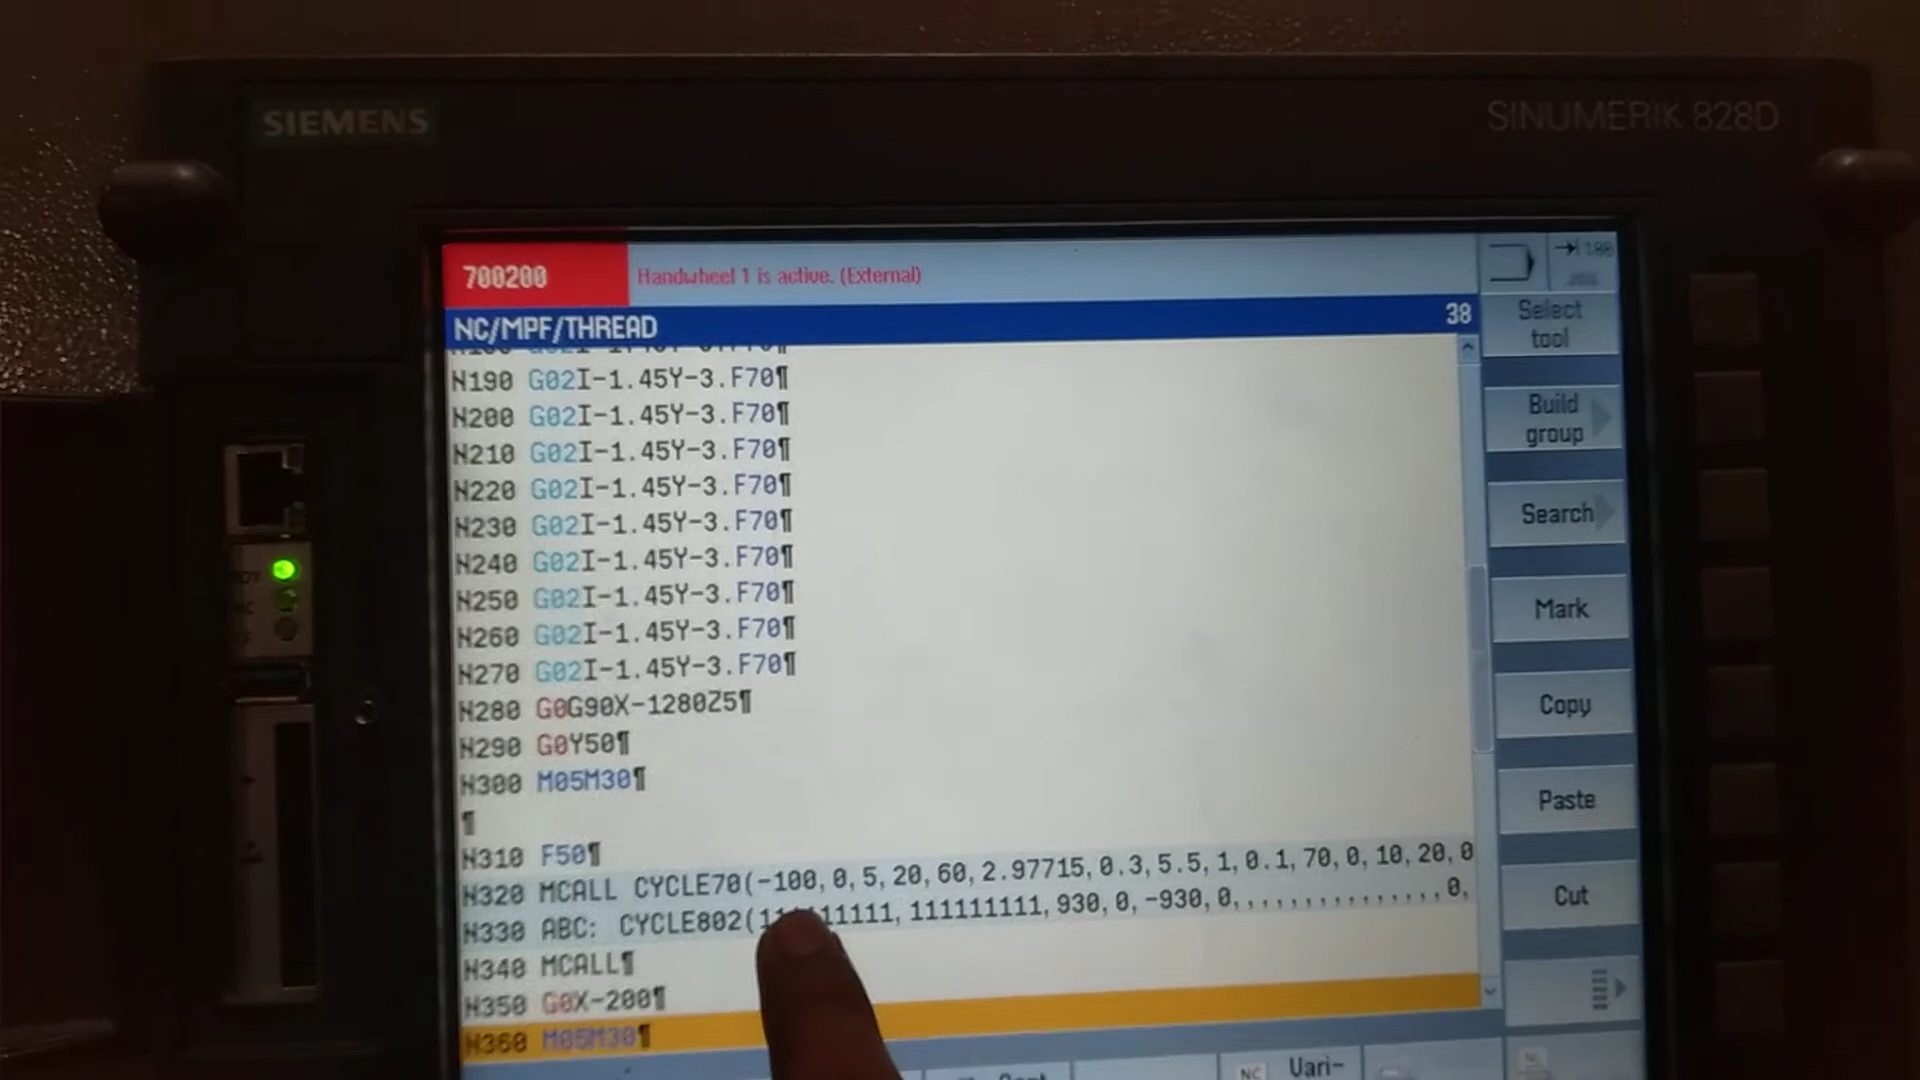 SIEMENS
SINUMERIK 828D
700200 Handwheel 1 is active. (External)
NC/MPF/THREAD 38
N190 G02I-1.45Y-3.F70¶
N200 G02I-1.45Y-3.F70¶
N210 G02I-1.45Y-3.F70¶
N220 G02I-1.45Y-3.F70¶
N230 G02I-1.45Y-3.F70¶
N240 G02I-1.45Y-3.F70¶
N250 G02I-1.45Y-3.F70¶
N260 G02I-1.45Y-3.F70¶
N270 G02I-1.45Y-3.F70¶
N280 G0G90X-1280Z5¶
N290 G0Y50¶
N300 M05M30¶
¶
N310 F50¶
N320 MCALL CYCLE70(-100,0,5,20,60,2.97715,0.3,5.5,1,0.1,70,0,10,20,0
N330 ABC: CYCLE802(111111111,111111111,930,0,-930,0,,,,,,,,,,,,,,,0,
N340 MCALL¶
N350 G0X-200¶
N360 M05M30¶
Select
tool
Build
group
Search
Mark
Copy
Paste
Cut
NC Vari-